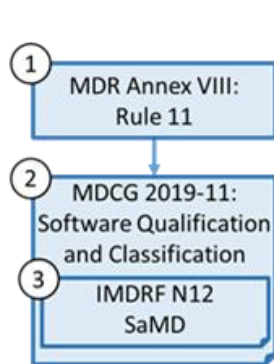 1
MDR Annex VIII:
Rule 11
2
MDCG 2019-11:
Software Qualification
and Classification
3
IMDRF N12
SaMD